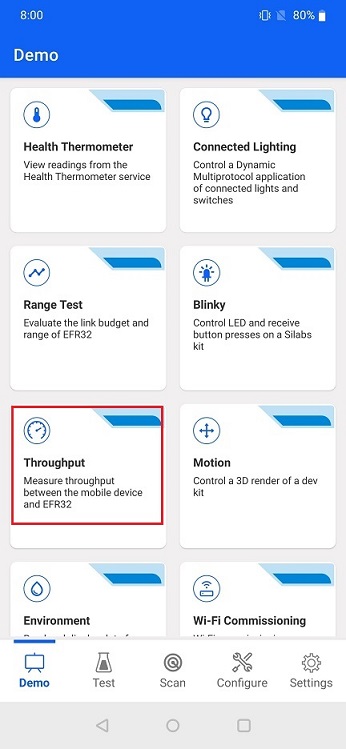 8:00
80%
Demo
Health Thermometer
View readings from the
Health Thermometer service
Connected Lighting
Control a Dynamic
Multiprotocol application
of connected lights and
switches
Range Test
Evaluate the link budget and
range of EFR32
Blinky
Control LED and receive
button presses on a Silabs
kit
Throughput
Measure throughput
between the mobile device
and EFR32
Motion
Control a 3D render of a dev
kit
Environment
Wi-Fi Commissioning
Demo
Test
Scan
Configure
Settings